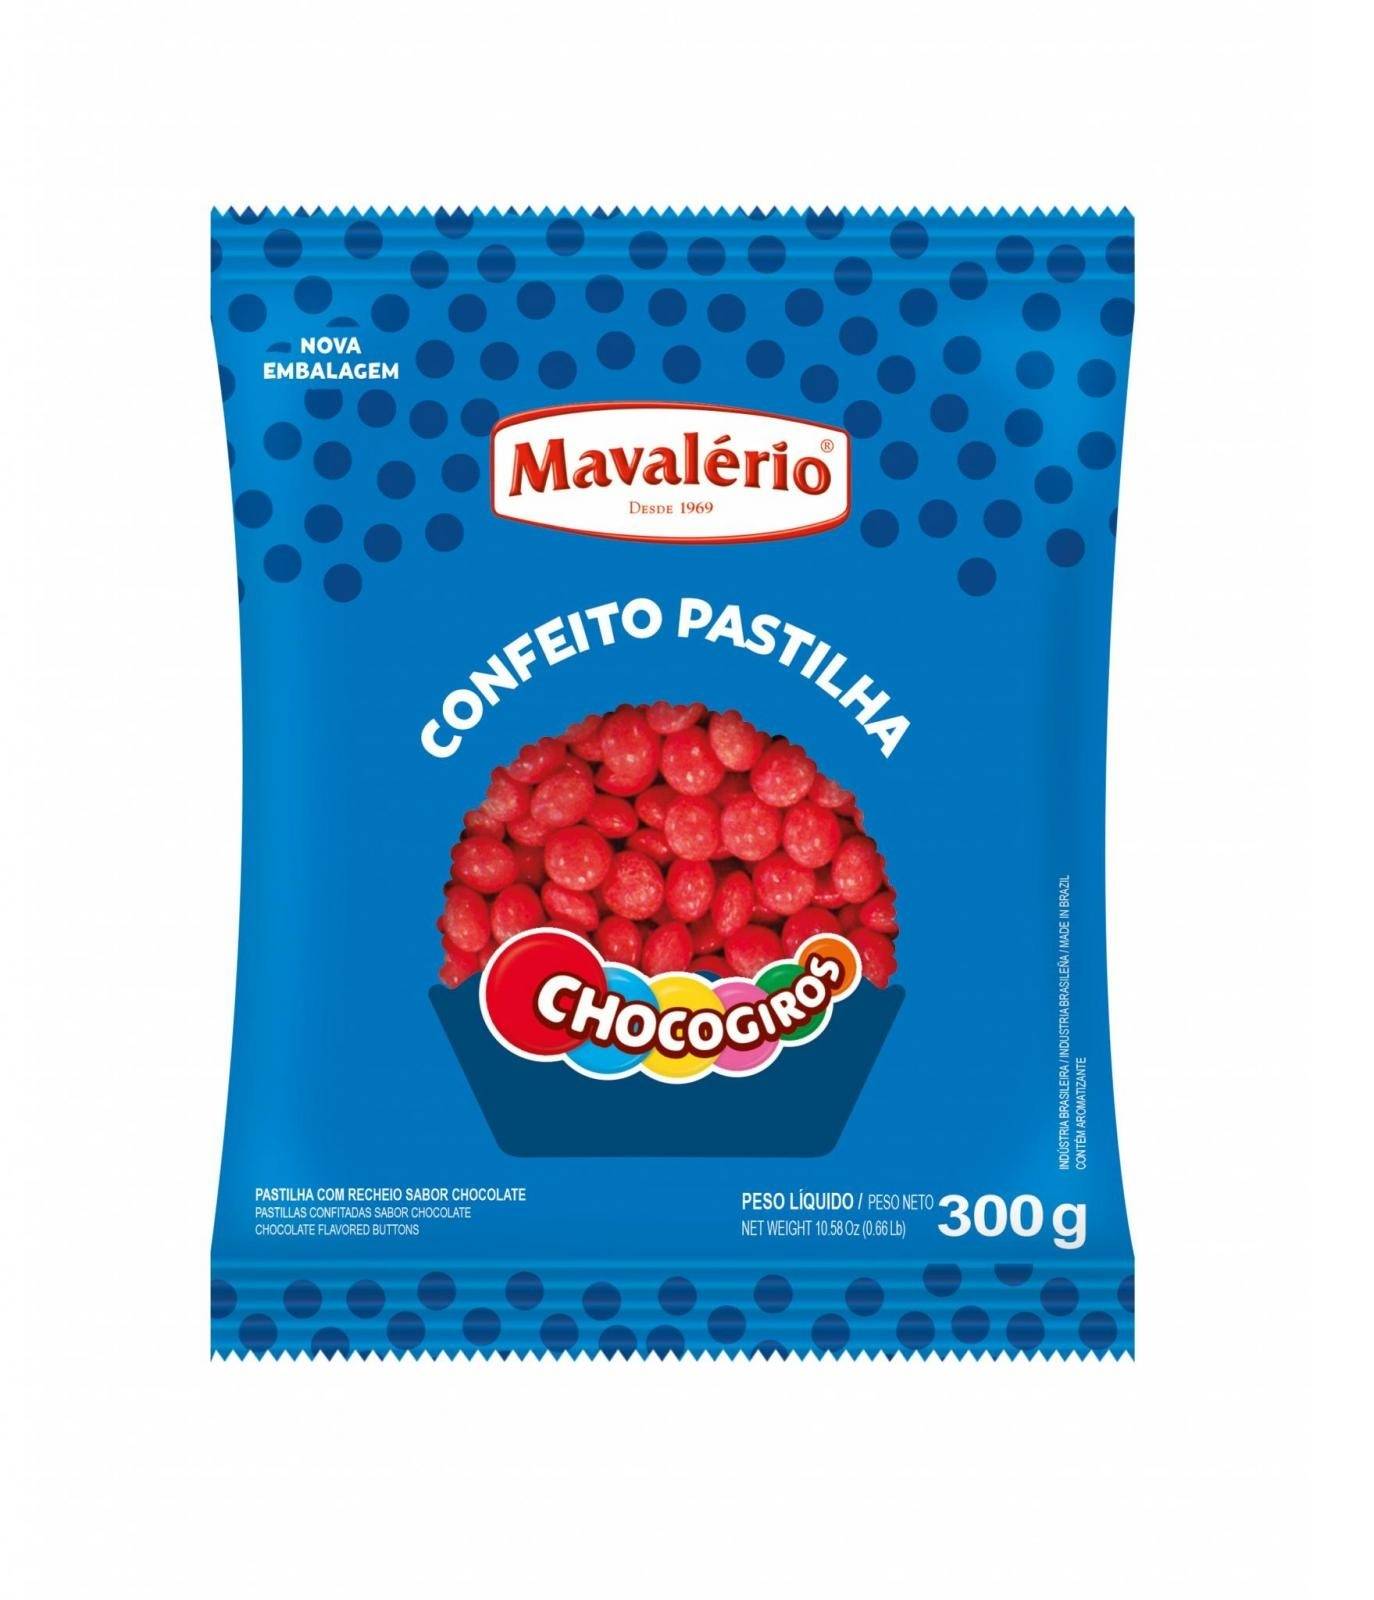 NOVA
EMBALAGEM
Mavalério®
DESDE 1969
CONFEITO PASTILHA
CHOCOGIROS
INDÚSTRIA BRASILEIRA / INDUSTRIA BRASILEÑA / MADE IN BRAZIL
CONTÉM AROMATIZANTE
PASTILHA COM RECHEIO SABOR CHOCOLATE
PASTILLAS CONFITADAS SABOR CHOCOLATE
CHOCOLATE FLAVORED BUTTONS
PESO LÍQUIDO / PESO NETO 300 g
NET WEIGHT 10.58 Oz (0.66 Lb)